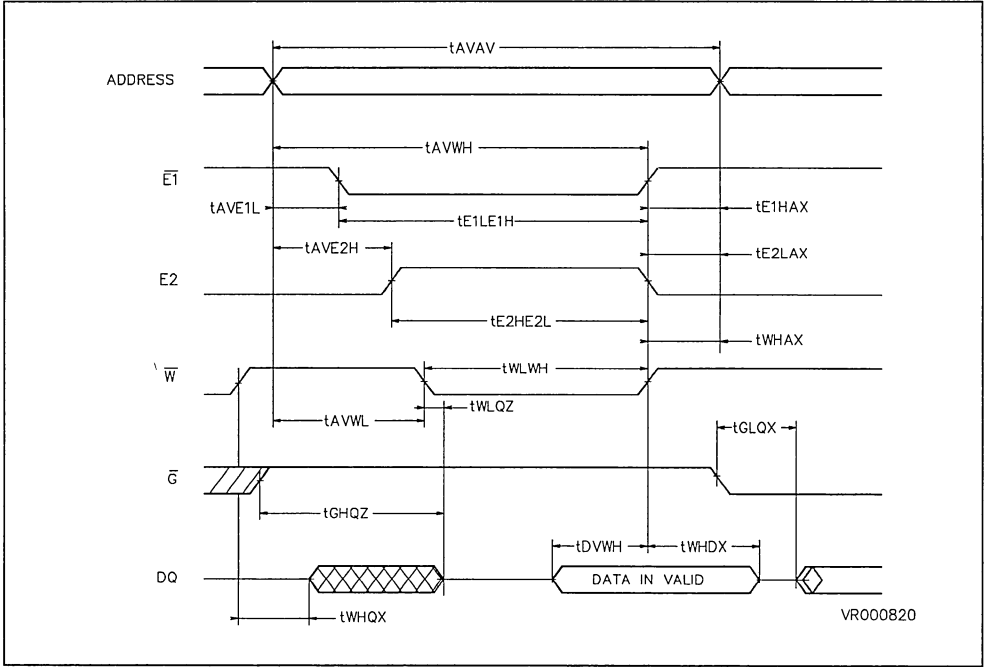 tAVAV
ADDRESS
tAVWH
E1
tAVE1L
tE1HAX
tE1LE1H
tAVE2H
tE2LAX
E2
tE2HE2L
tWHAX
W
tWLWH
tWLQZ
tAVWL
tGLQX
G
tGHQZ
tDVWH
tWHDX
DQ
DATA IN VALID
tWHQX
VR000820